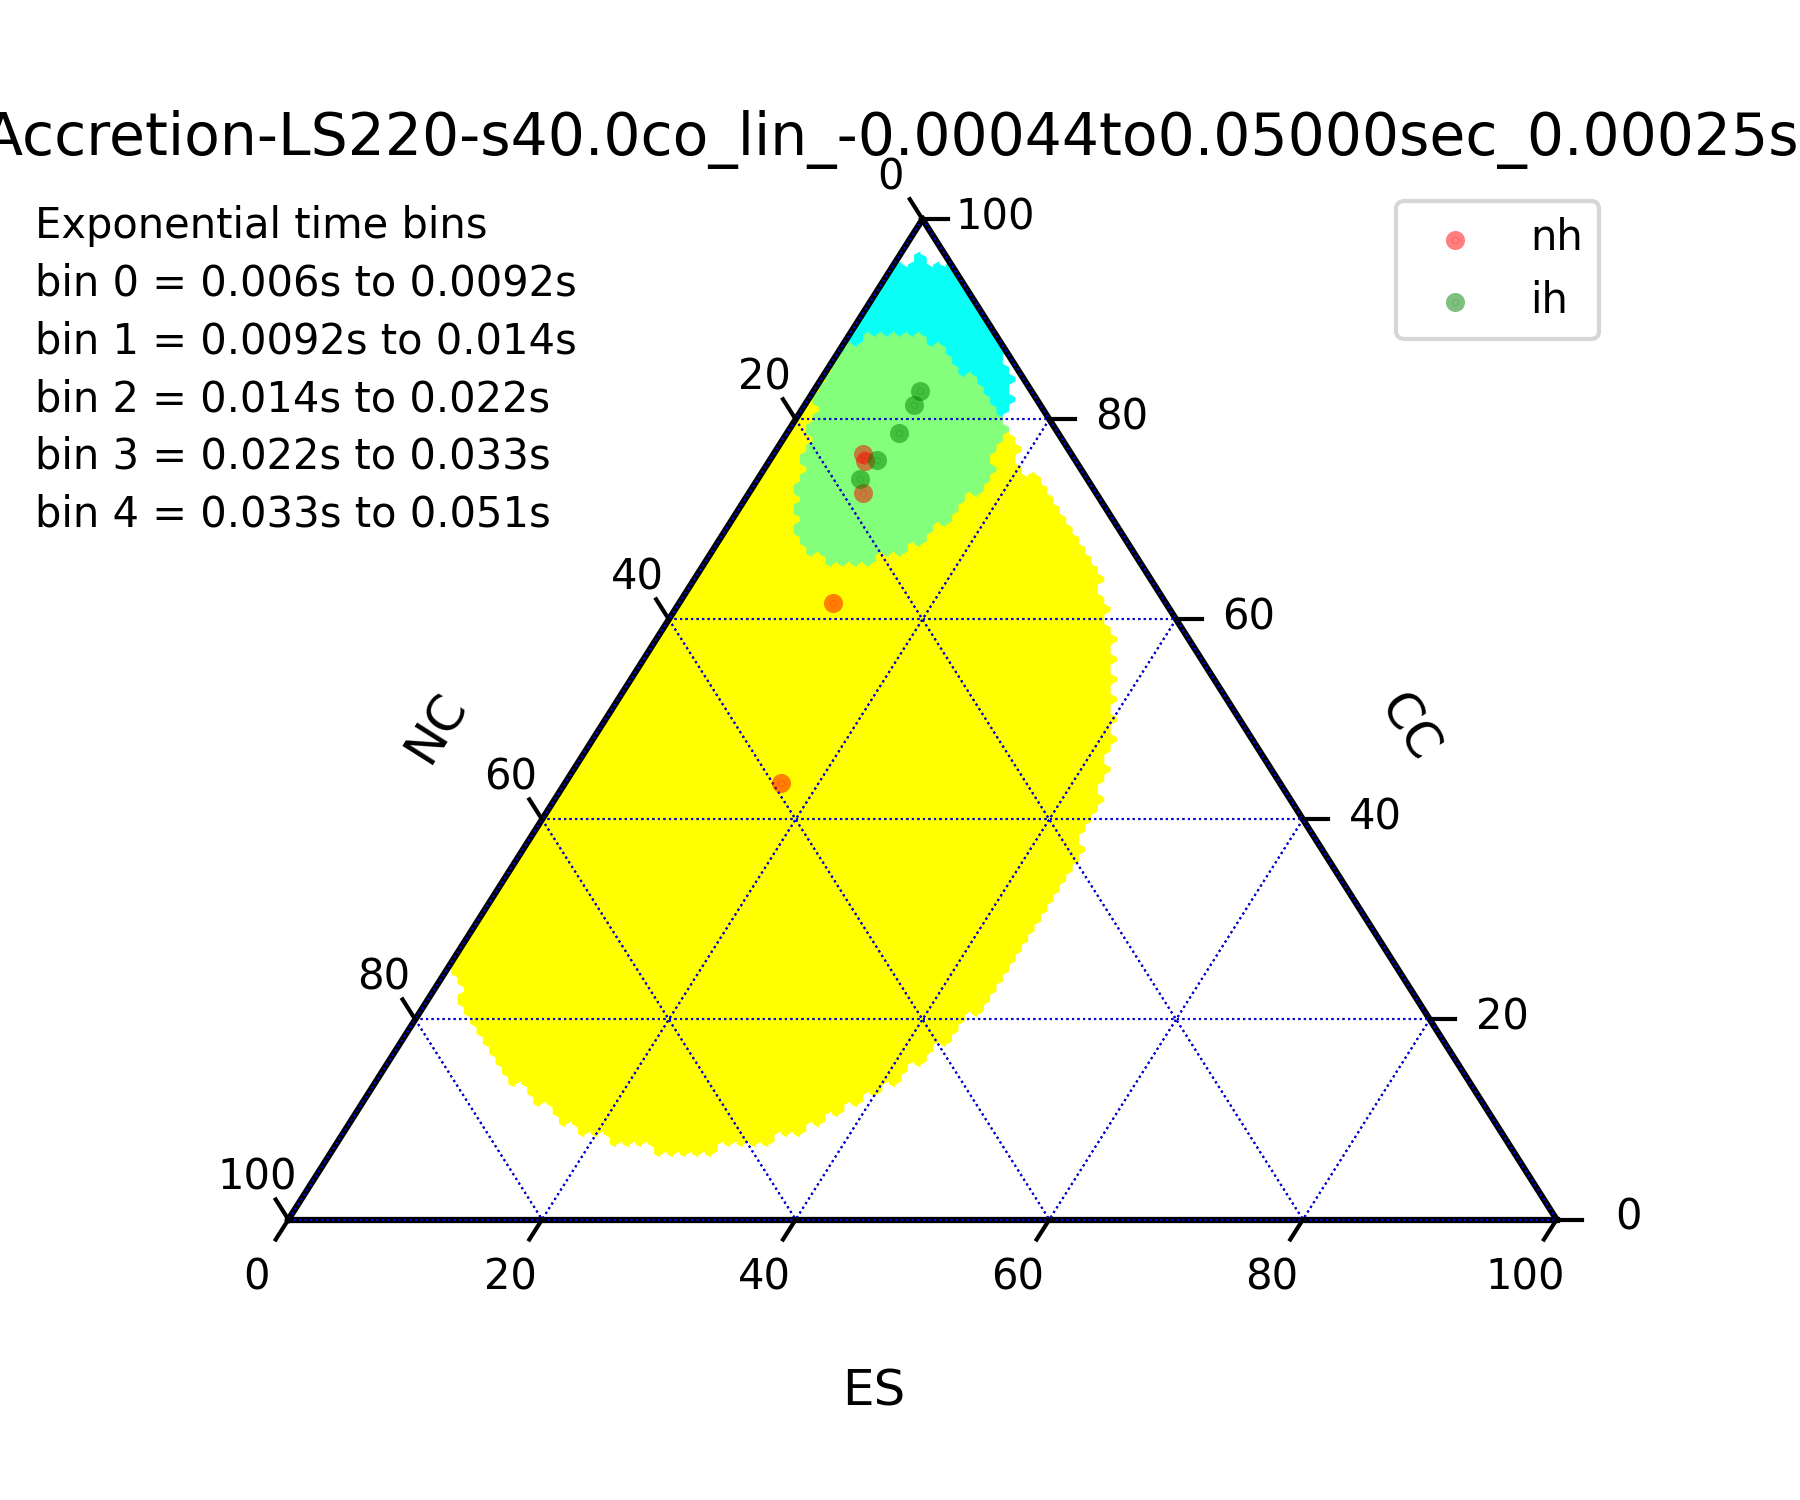 Accretion-LS220-s40.0co_lin_-0.00044to0.05000sec_0.00025s
Exponential time bins
bin 0 = 0.006s to 0.0092s
bin 1 = 0.0092s to 0.014s
bin 2 = 0.014s to 0.022s
bin 3 = 0.022s to 0.033s
bin 4 = 0.033s to 0.051s
nh
ih
0
100
20
80
40
60
NC
CC
60
40
80
20
100
0
0
20
40
60
80
100
ES